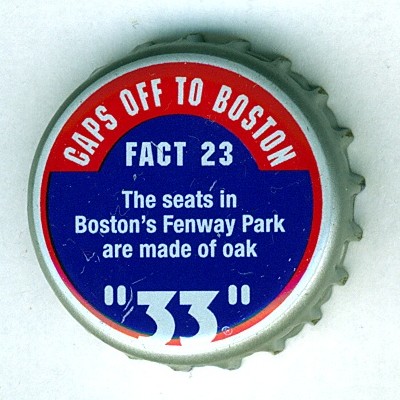 CAPS OFF TO BOSTON
FACT 23
The seats in
Boston's Fenway Park
are made of oak
"33"®